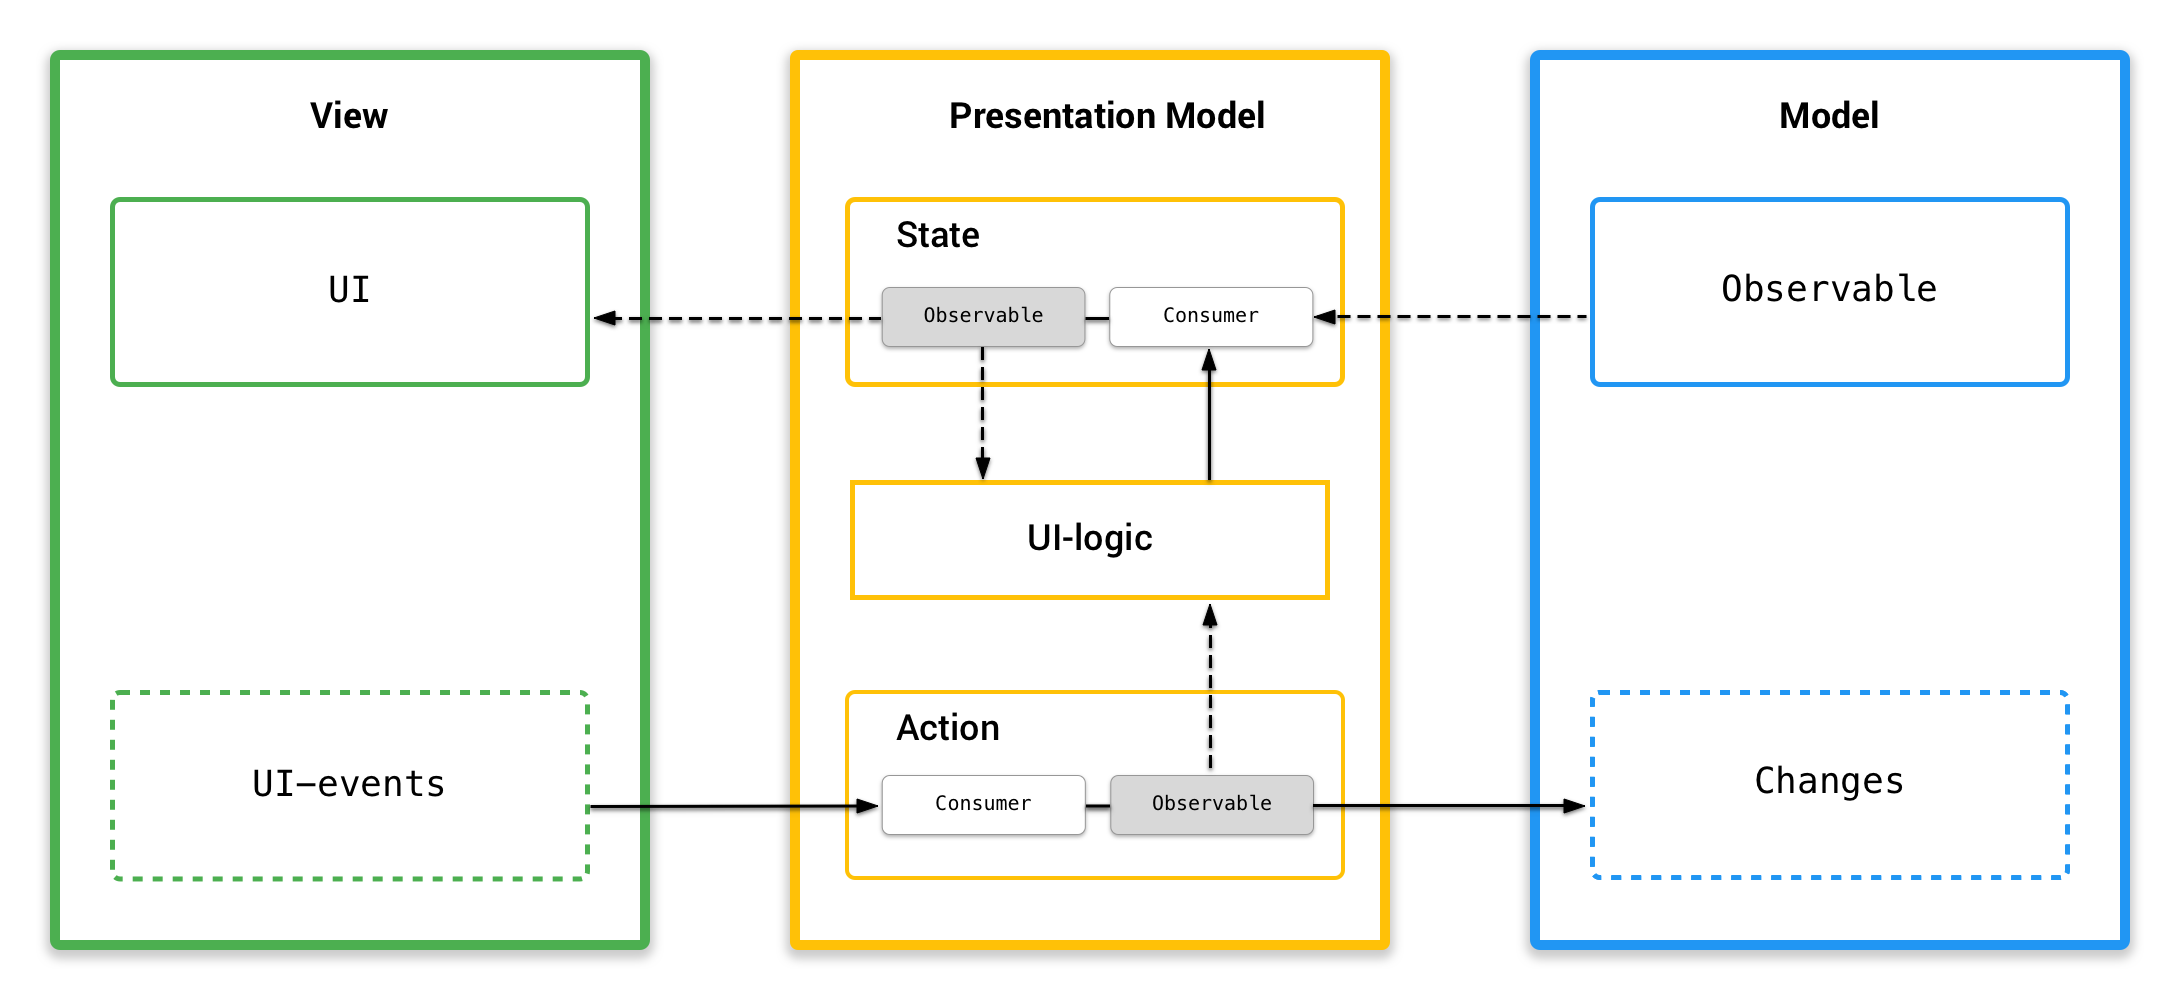 View
UI
UI-events
Presentation Model
State
Observable
Consumer
UI-logic
Action
Consumer
Observable
Model
Observable
Changes